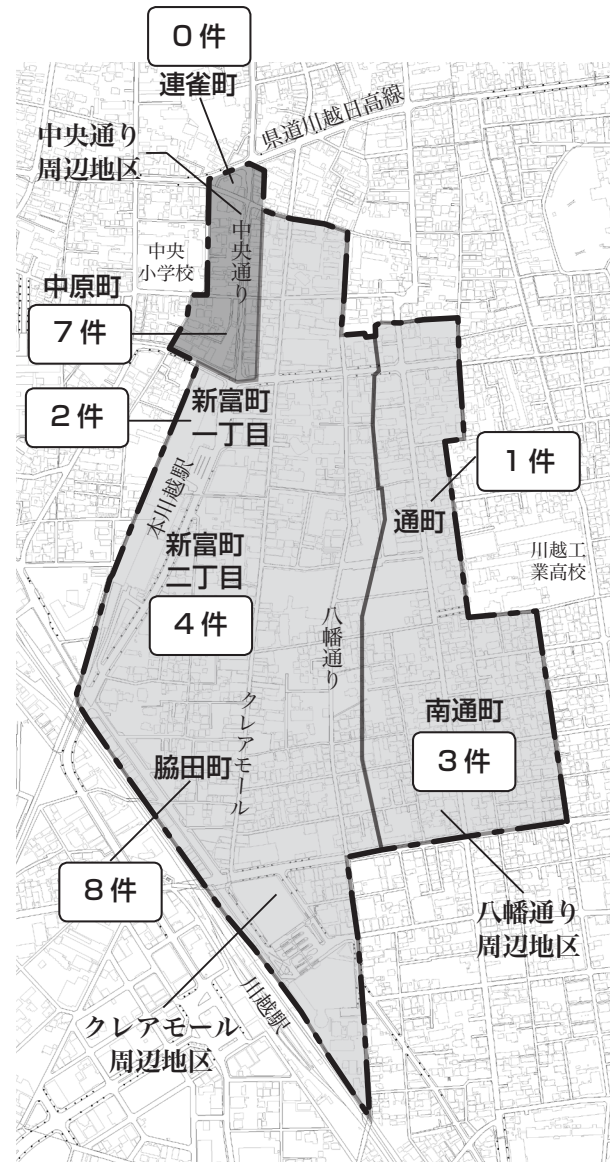 0件
連雀町
県道川越日高線
中央通り
周辺地区
中央
小学校
中央通り
中原町
7件
2件
新富町
一丁目
1件
本川越駅
通町
新富町
二丁目
川越工
業高校
4件
八幡通り
クレアモール
南通町
3件
脇田町
8件
八幡通り
周辺地区
川越駅
クレアモール
周辺地区